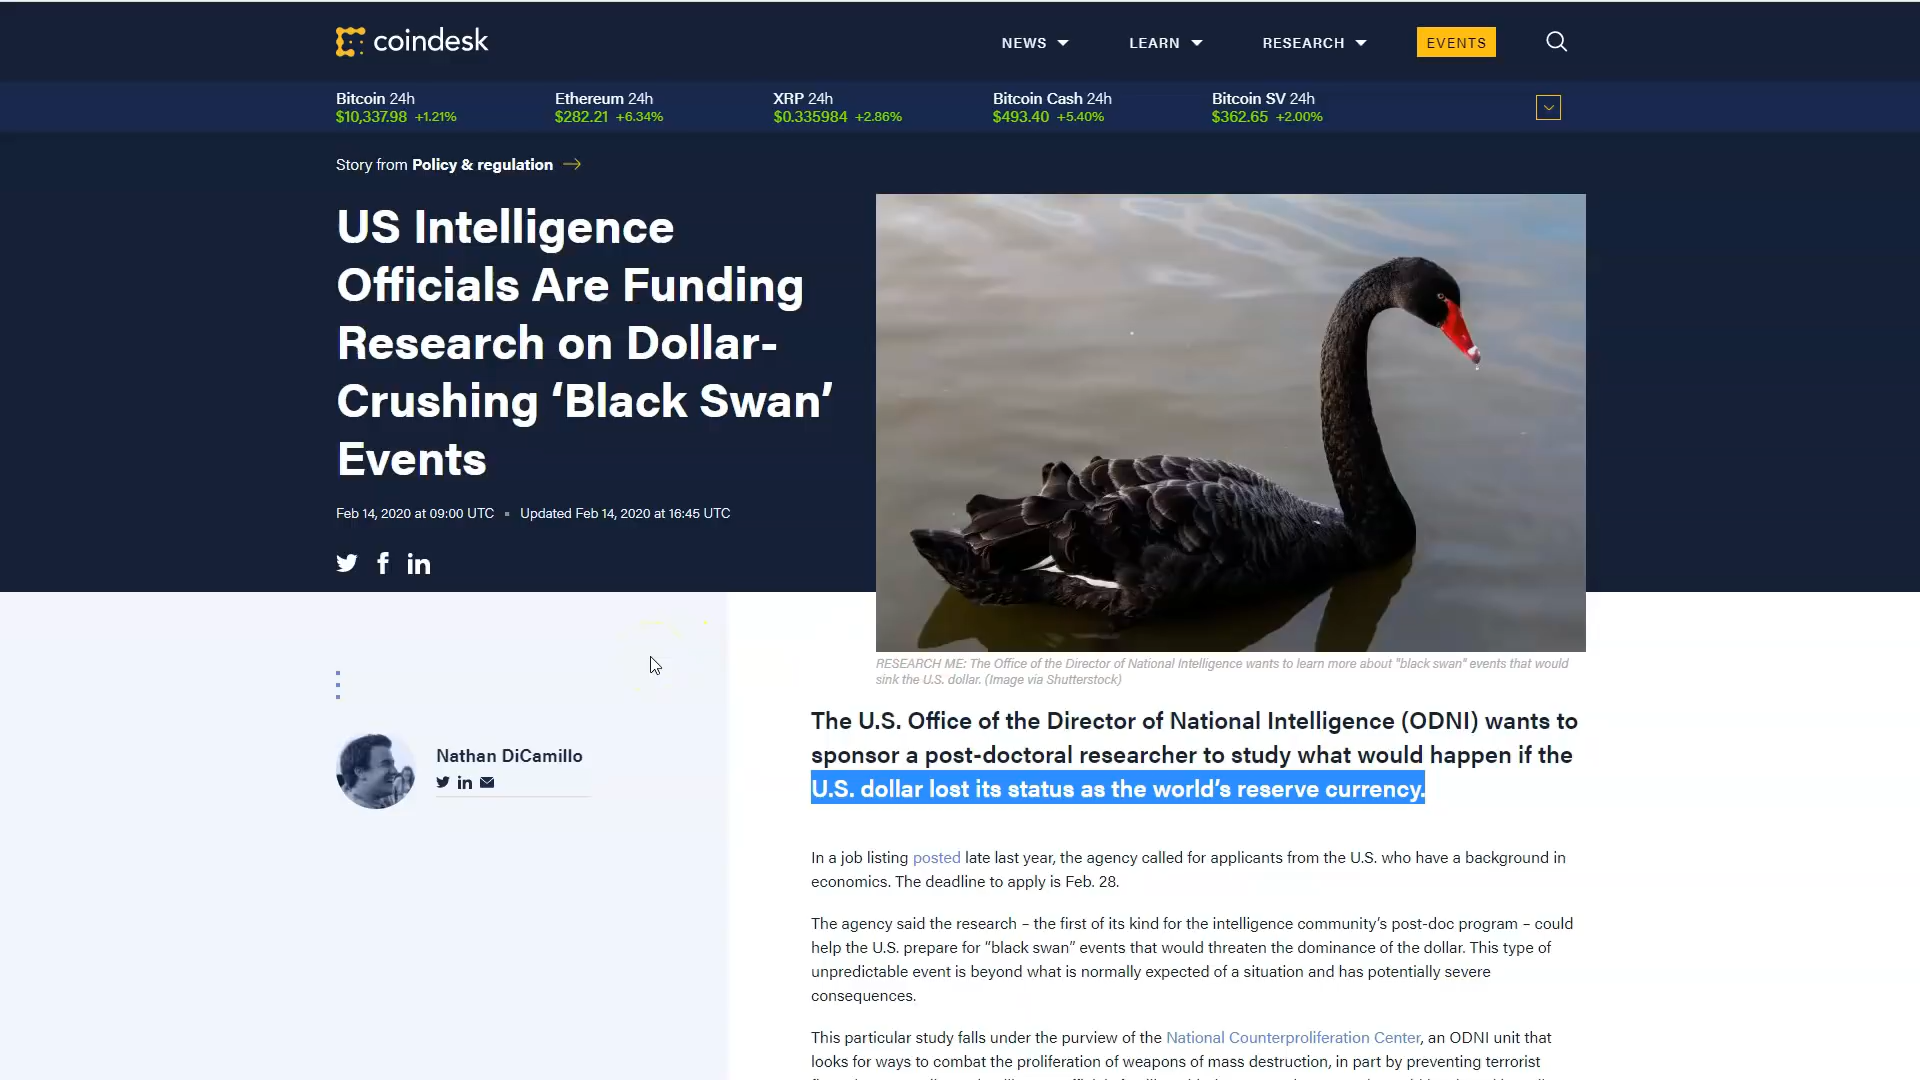 coindesk
NEWS
LEARN
RESEARCH
EVENTS
Bitcoin 24h
$10,337.98 +1.21%
Ethereum 24h
$282.21 +6.34%
XRP 24h
$0.335984 +2.86%
Bitcoin Cash 24h
$493.40 +5.40%
Bitcoin SV 24h
$362.65 +2.00%
Story from Policy & regulation
US Intelligence
Officials Are Funding
Research on Dollar-
Crushing ‘Black Swan’
Events
Feb 14, 2020 at 09:00 UTC ▪ Updated Feb 14, 2020 at 16:45 UTC
RESEARCH ME: The Office of the Director of National Intelligence wants to learn more about "black swan" events that would
sink the U.S. dollar. (Image via Shutterstock)
Nathan DiCamillo
The U.S. Office of the Director of National Intelligence (ODNI) wants to
sponsor a post-doctoral researcher to study what would happen if the
U.S. dollar lost its status as the world’s reserve currency.
In a job listing posted late last year, the agency called for applicants from the U.S. who have a background in
economics. The deadline to apply is Feb. 28.
The agency said the research – the first of its kind for the intelligence community’s post-doc program – could
help the U.S. prepare for “black swan” events that would threaten the dominance of the dollar. This type of
unpredictable event is beyond what is normally expected of a situation and has potentially severe
consequences.
This particular study falls under the purview of the National Counterproliferation Center, an ODNI unit that
looks for ways to combat the proliferation of weapons of mass destruction, in part by preventing terrorist